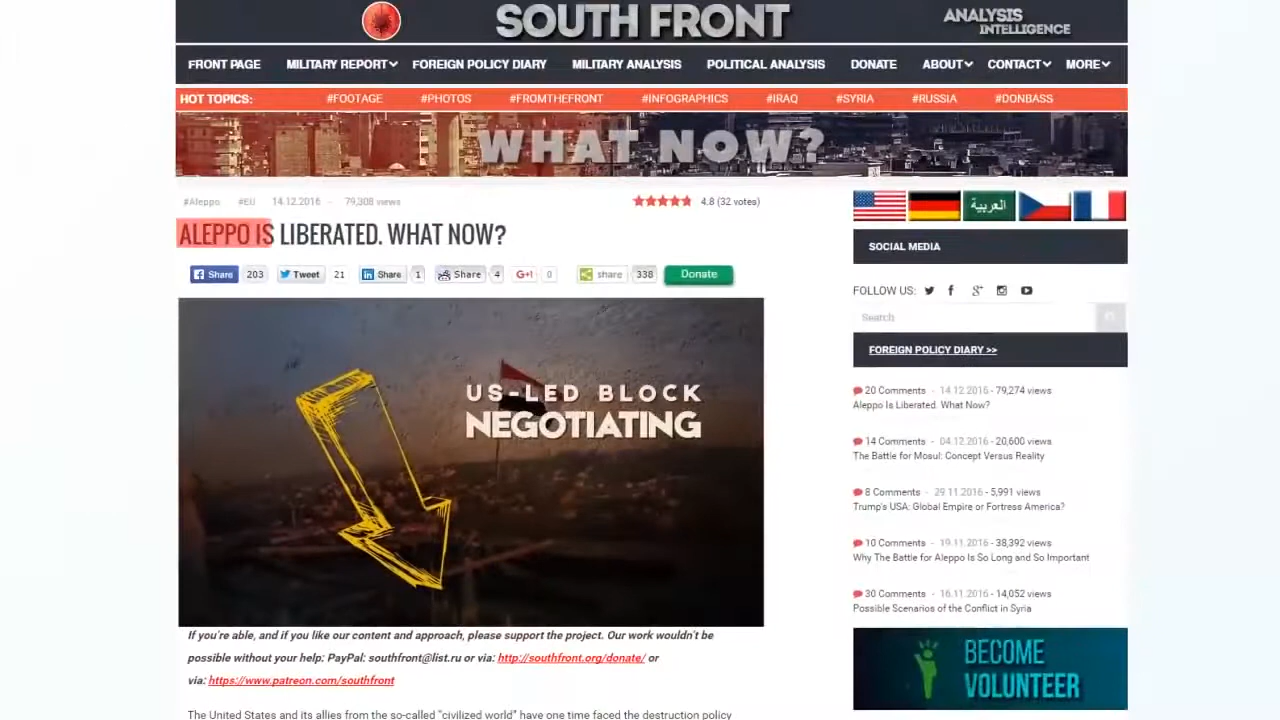 SOUTH FRONT
ANALYSIS
INTELLIGENCE
FRONT PAGE MILITARY REPORT FOREIGN POLICY DIARY MILITARY ANALYSIS POLITICAL ANALYSIS DONATE ABOUT CONTACT MORE
HOT TOPICS: #FOOTAGE #PHOTOS #FROMTHEFRONT #INFOGRAPHICS #IRAQ #SYRIA #RUSSIA #DONBASS
WHAT NOW?
#Aleppo #EU 14.12.2016 - 79,308 views 4.8 (32 votes)
ALEPPO IS LIBERATED. WHAT NOW?
Share 203 Tweet 21 Share 1 Share 4 G+1 0 share 338 Donate
US-LED BLOCK
NEGOTIATING
If you're able, and if you like our content and approach, please support the project. Our work wouldn't be
possible without your help: PayPal: southfront@list.ru or via: http://southfront.org/donate/ or
via: https://www.patreon.com/southfront
The United States and its allies from the so-called "civilized world" have one time faced the destruction policy
العربية
SOCIAL MEDIA
FOLLOW US:
Search
FOREIGN POLICY DIARY >>
20 Comments - 14.12.2016 - 79,274 views
Aleppo Is Liberated. What Now?
14 Comments - 04.12.2016 - 20,600 views
The Battle for Mosul: Concept Versus Reality
8 Comments - 29.11.2016 - 5,991 views
Trump's USA: Global Empire or Fortress America?
10 Comments - 19.11.2016 - 38,392 views
Why The Battle for Aleppo Is So Long and So Important
30 Comments - 16.11.2016 - 14,052 views
Possible Scenarios of the Conflict in Syria
BECOME
VOLUNTEER